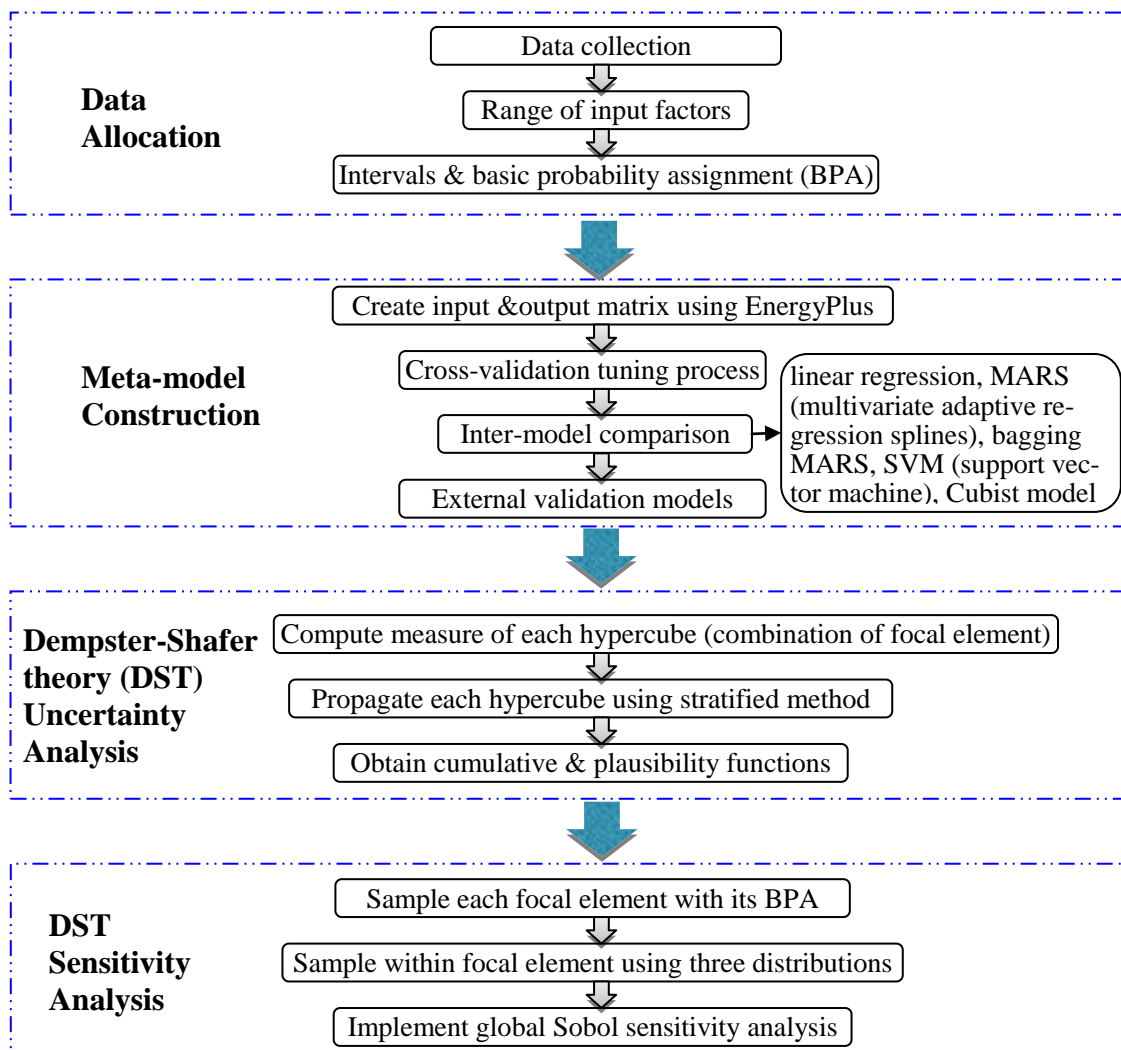 Data collection
Range of input factors
Intervals & basic probability assignment (BPA)
Data
Allocation
Create input &output matrix using EnergyPlus
Cross-validation tuning process
Inter-model comparison
External validation models
Meta-model
Construction
linear regression, MARS
(multivariate adaptive re-
gression splines), bagging
MARS, SVM (support vec-
tor machine), Cubist model
Compute measure of each hypercube (combination of focal element)
Propagate each hypercube using stratified method
Obtain cumulative & plausibility functions
Dempster-Shafer
theory (DST)
Uncertainty
Analysis
Sample each focal element with its BPA
Sample within focal element using three distributions
Implement global Sobol sensitivity analysis
DST
Sensitivity
Analysis